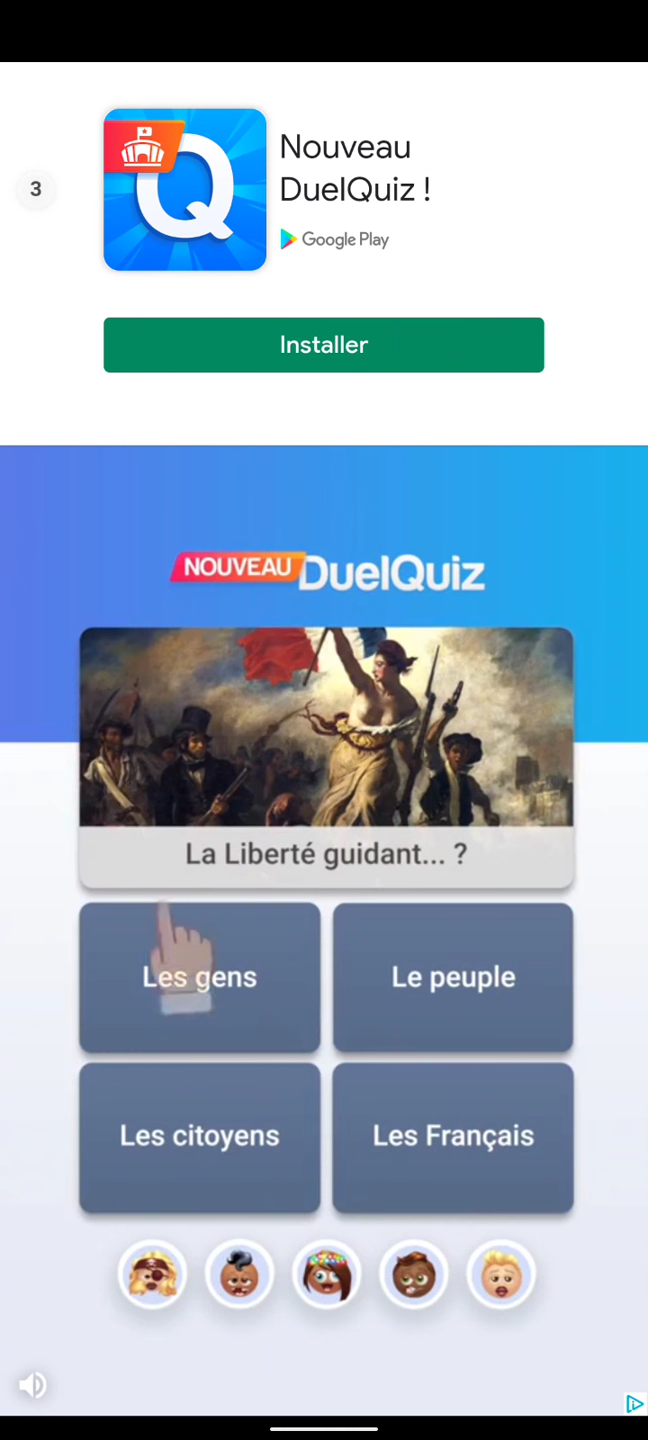 3
Nouveau
DuelQuiz !
Google Play
Installer
NOUVEAU DuelQuiz
La Liberté guidant... ?
Les gens
Le peuple
Les citoyens
Les Français